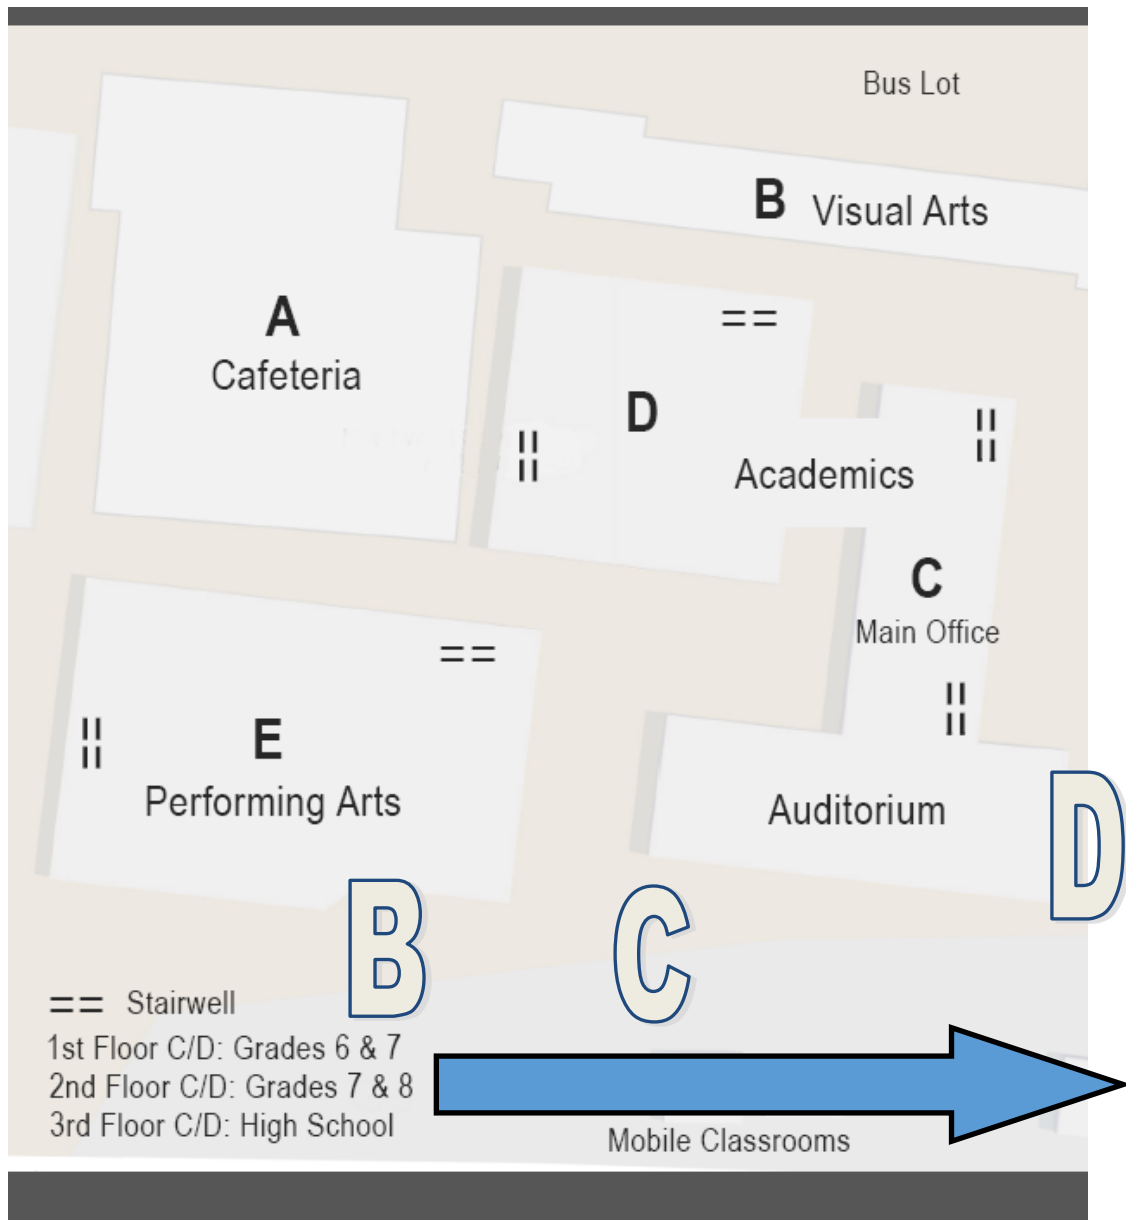 Bus Lot
B Visual Arts
A
Cafeteria
D
Academics
C
Main Office
E
Performing Arts
Auditorium
D
B
C
== Stairwell
1st Floor C/D: Grades 6 & 7
2nd Floor C/D: Grades 7 & 8
3rd Floor C/D: High School
Mobile Classrooms